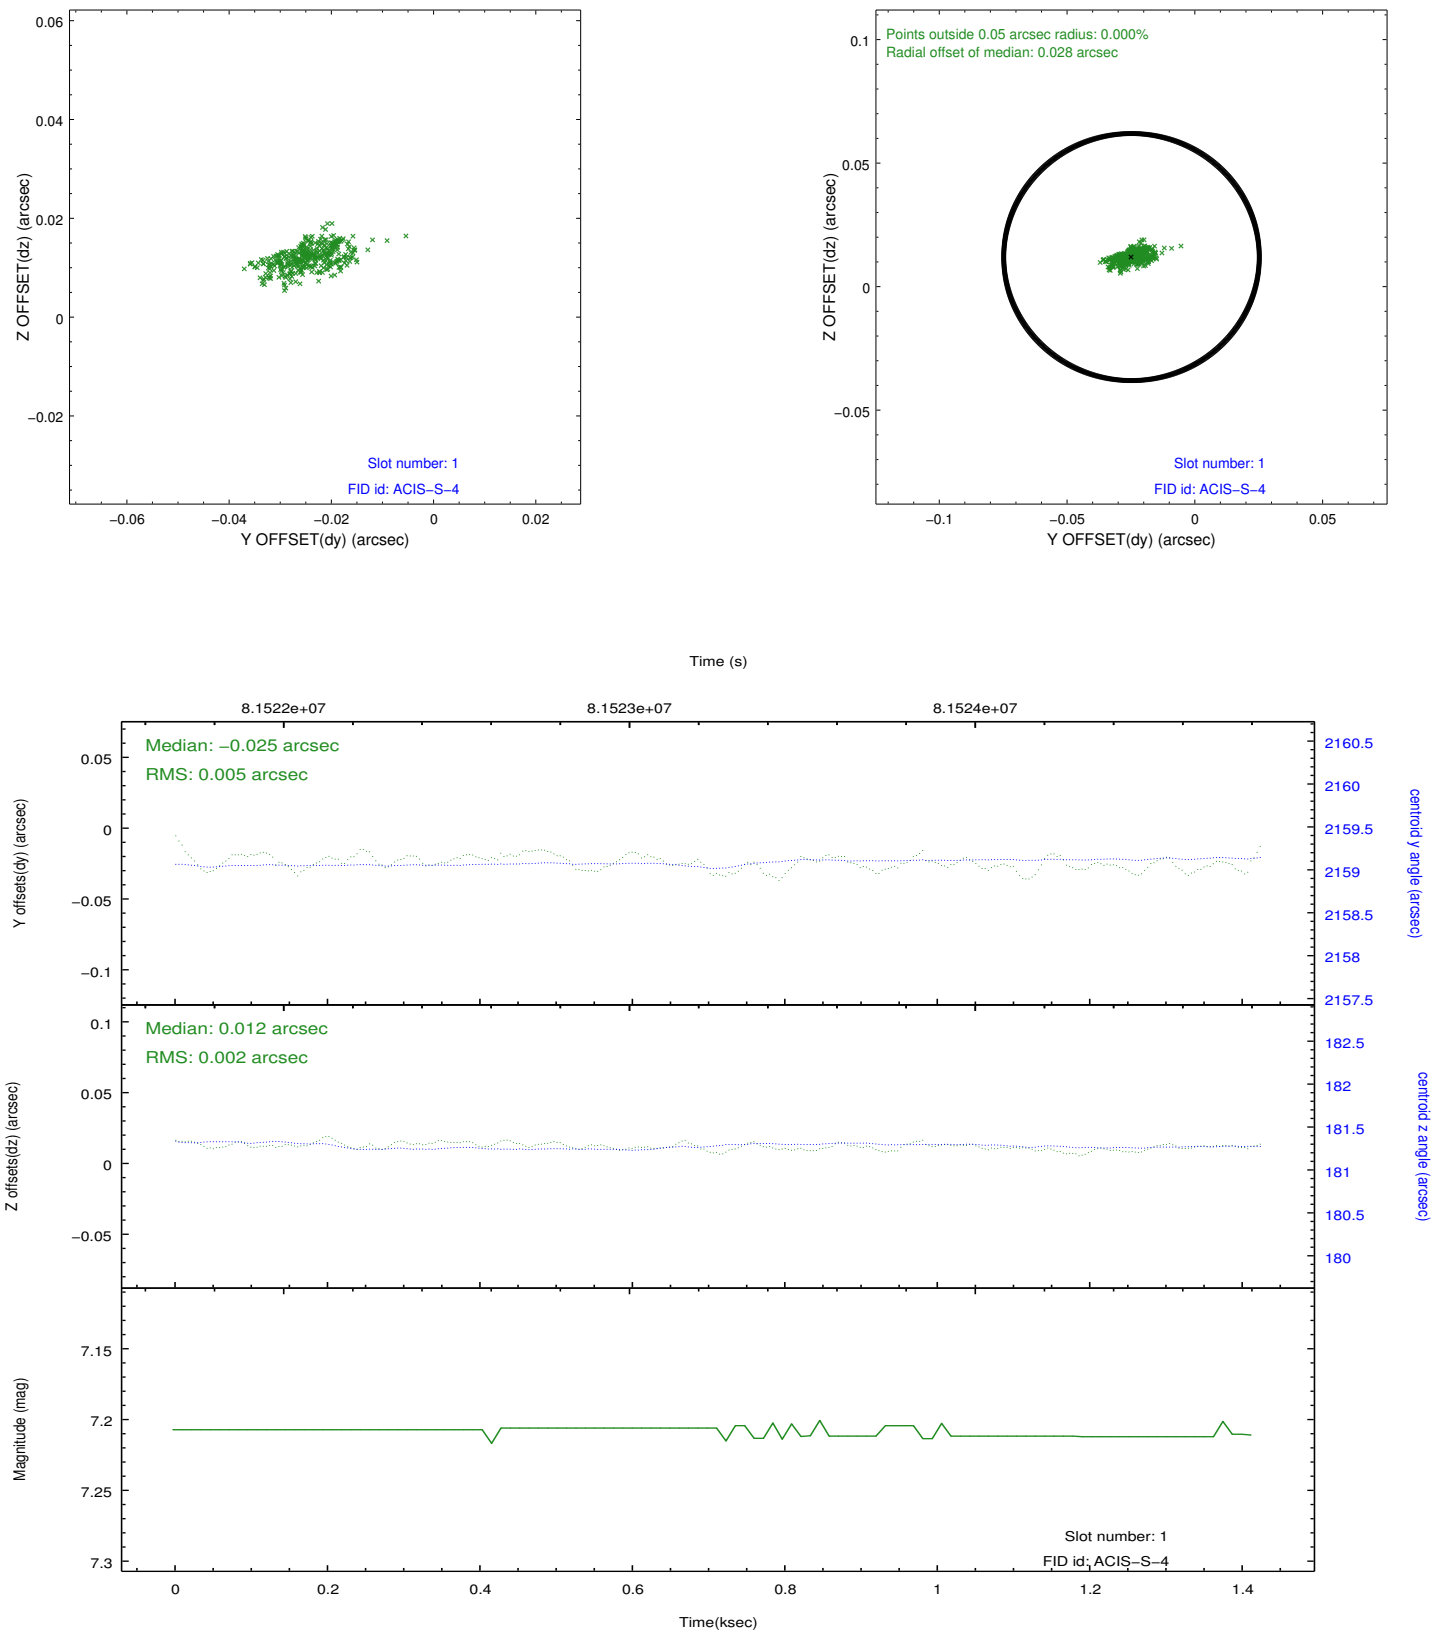 0.06
0.04
0.02
0
−0.02
Z OFFSET(dz) (arcsec)
Slot number: 1
FID id: ACIS−S−4
−0.06
−0.04
−0.02
0
0.02
Y OFFSET(dy) (arcsec)
Points outside 0.05 arcsec radius: 0.000%
Radial offset of median: 0.028 arcsec
0.1
0.05
0
−0.05
Z OFFSET(dz) (arcsec)
Slot number: 1
FID id: ACIS−S−4
−0.1
−0.05
0
0.05
Y OFFSET(dy) (arcsec)
Time (s)
8.1522e+07
8.1523e+07
8.1524e+07
Median: −0.025 arcsec
RMS: 0.005 arcsec
0.05
0
−0.05
−0.1
Y offsets(dy) (arcsec)
2160.5
2160
2159.5
2159
2158.5
2158
2157.5
centroid y angle (arcsec)
Median: 0.012 arcsec
RMS: 0.002 arcsec
0.1
0.05
0
−0.05
Z offsets(dz) (arcsec)
182.5
182
181.5
181
180.5
180
centroid z angle (arcsec)
7.15
7.2
7.25
7.3
Magnitude (mag)
Slot number: 1
FID id: ACIS−S−4
0
0.2
0.4
0.6
0.8
1
1.2
1.4
Time(ksec)